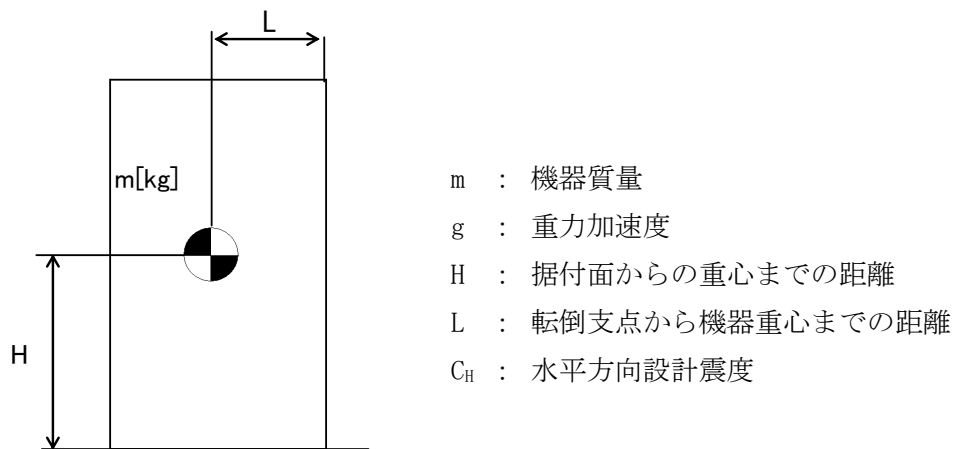 L
m[kg]
H
m : 機器質量
g : 重力加速度
H : 据付面からの重心までの距離
L : 転倒支点から機器重心までの距離
C_H : 水平方向設計震度